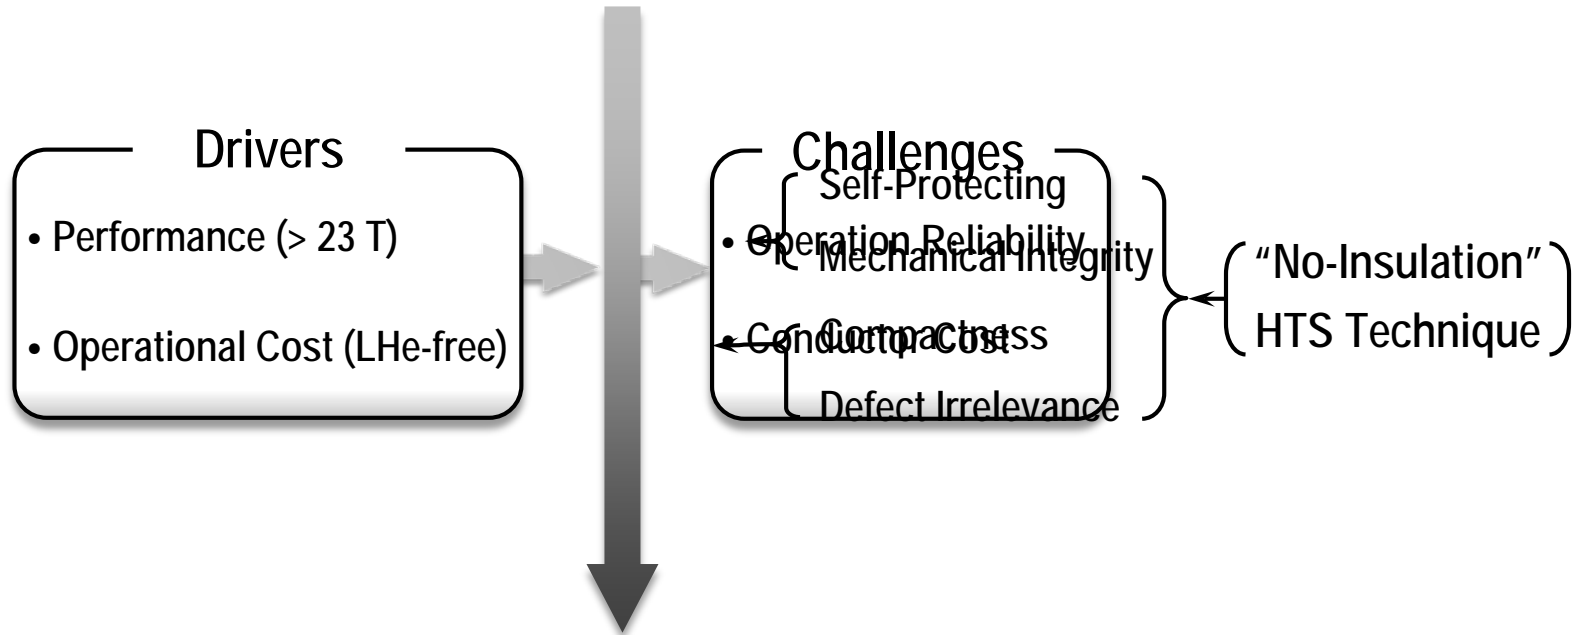 Drivers
• Performance (> 23 T)
• Operational Cost (LHe-free)
Challenges
• Operation Reliability
• Conductor Cost
Self-Protecting
Mechanical Integrity
Compactness
Defect Irrelevance
“No-Insulation”
HTS Technique